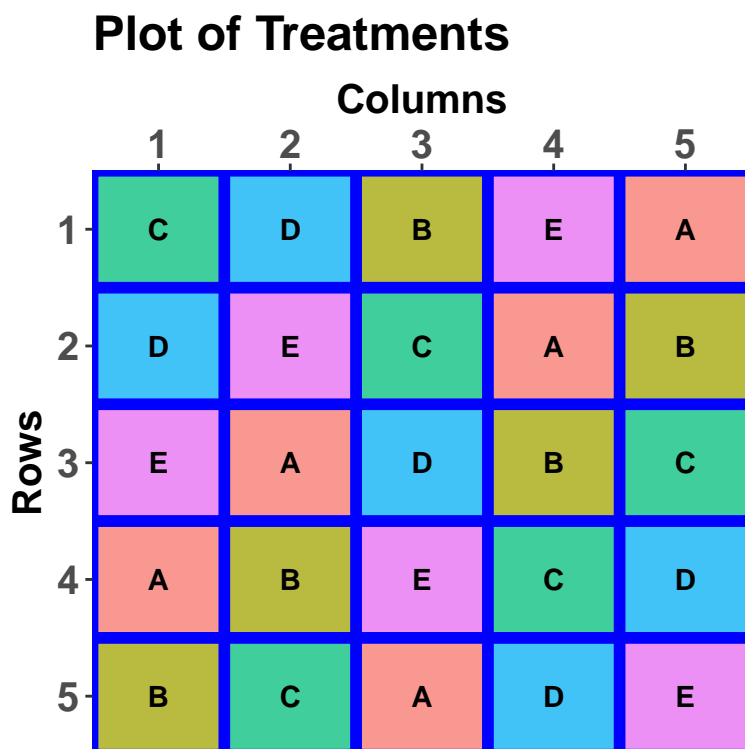 Plot of Treatments
Columns
1 2 3 4 5
Rows
1 C D B E A
2 D E C A B
3 E A D B C
4 A B E C D
5 B C A D E